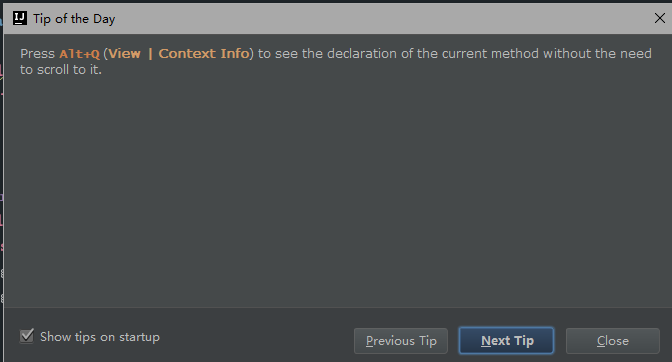 IJ
Tip of the Day
Press Alt+Q (View | Context Info) to see the declaration of the current method without the need
to scroll to it.
Show tips on startup
Previous Tip
Next Tip
Close